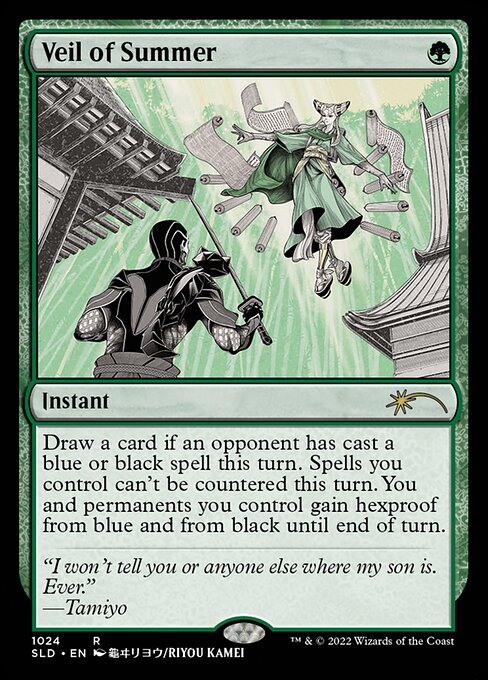 Veil of Summer
Instant
Draw a card if an opponent has cast a
blue or black spell this turn. Spells you
control can't be countered this turn. You
and permanents you control gain hexproof
from blue and from black until end of turn.
“I won't tell you or anyone else where my son is.
Ever.”
—Tamiyo
1024 R
SLD • EN 亀井リヨウ/RIYOU KAMEI
™ & © 2022 Wizards of the Coast